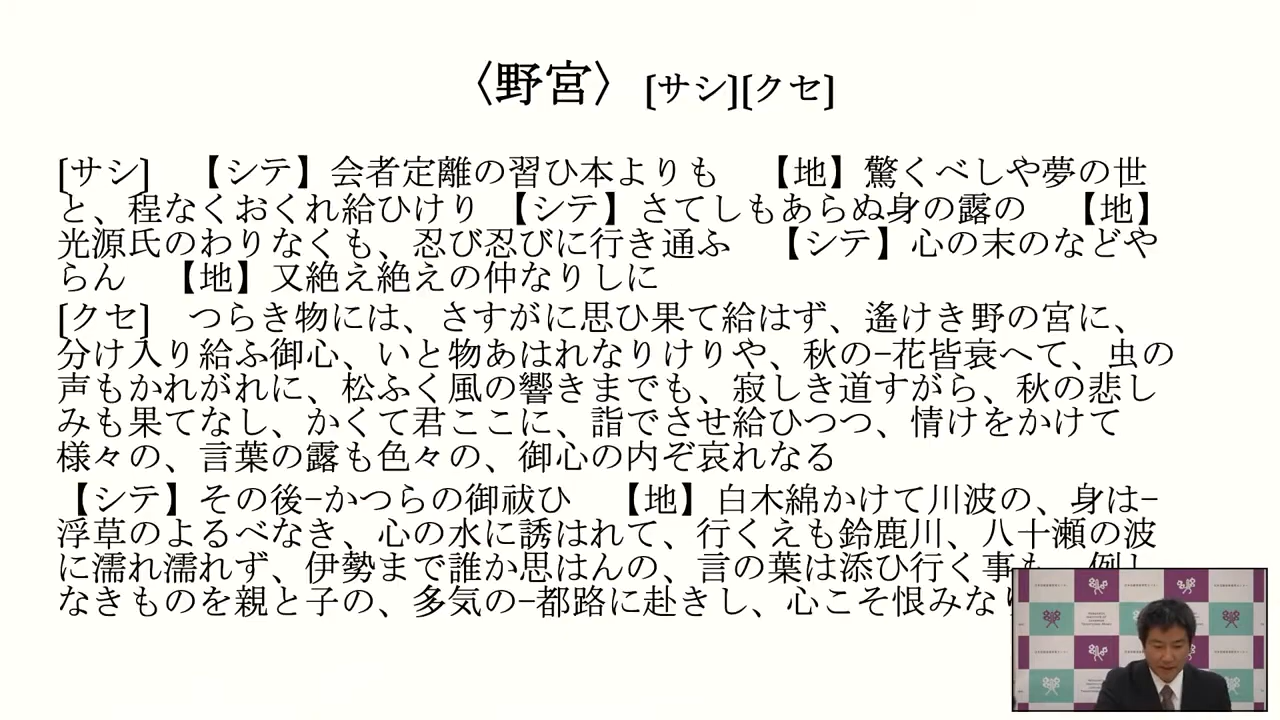 〈野宮〉 [サシ][クセ]
[サシ]　【シテ】会者定離の習ひ本よりも　【地】驚くべしや夢の世
と、程なくおくれ給ひけり　【シテ】さてしもあらぬ身の露の　【地】
光源氏のわりなくも、忍び忍びに行き通ふ　【シテ】心の末のなどや
らん　【地】又絶え絶えの仲なりしに
[クセ]　つらき物には、さすがに思ひ果て給はず、遙けき野の宮に、
分け入り給ふ御心、いと物あはれなりけりや、秋の−花皆衰へて、虫の
声もかれがれに、松ふく風の響きまでも、寂しき道すがら、秋の悲し
みも果てなし、かくて君ここに、詣でさせ給ひつつ、情けをかけて
様々の、言葉の露も色々の、御心の内ぞ哀れなる
【シテ】その後−かつらの御祓ひ　【地】白木綿かけて川波の、身は−
浮草のよるべなき、心の水に誘はれて、行くえも鈴鹿川、八十瀬の波
に濡れ濡れず、伊勢まで誰か思はんの、言の葉は添ひ行く事も、例し
なきものを親と子の、多気の−都路に赴きし、心こそ恨みな